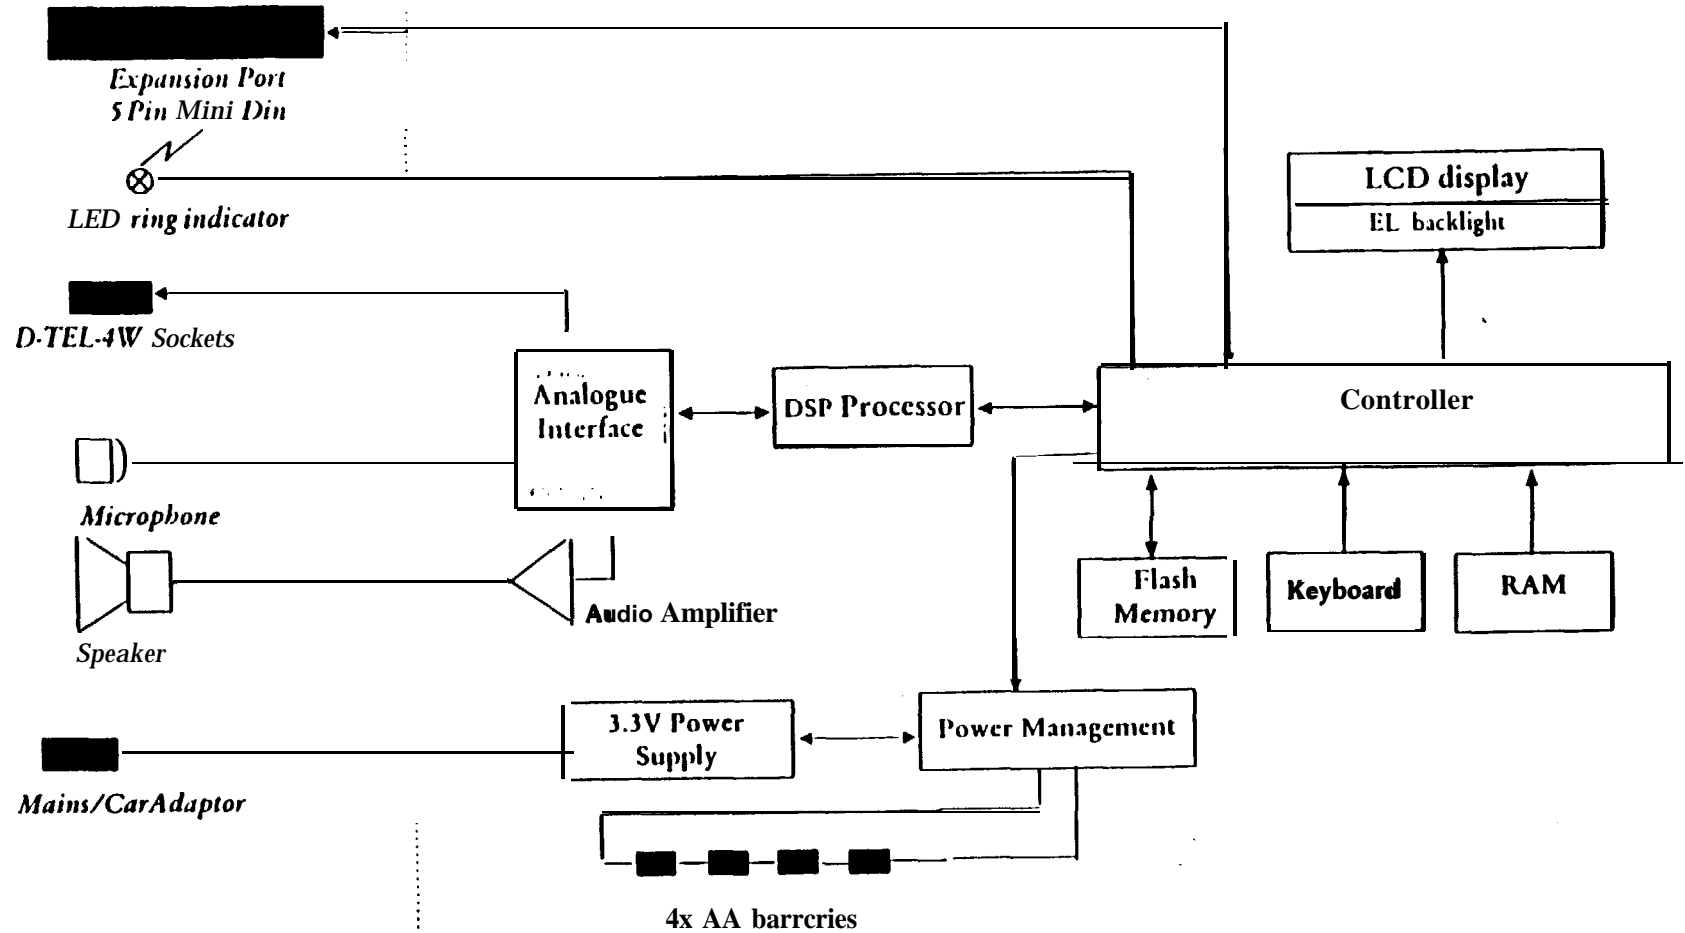 Expansion Port
5 Pin Mini Din
LED ring indicator
LCD display
EL backlight
D-TEL-4W Sockets
Analogue
Interface
DSP Processor
Controller
Microphone
Flash
Memory
Keyboard
RAM
Audio Amplifier
Speaker
3.3V Power
Supply
Power Management
Mains/CarAdaptor
4x AA barrcries